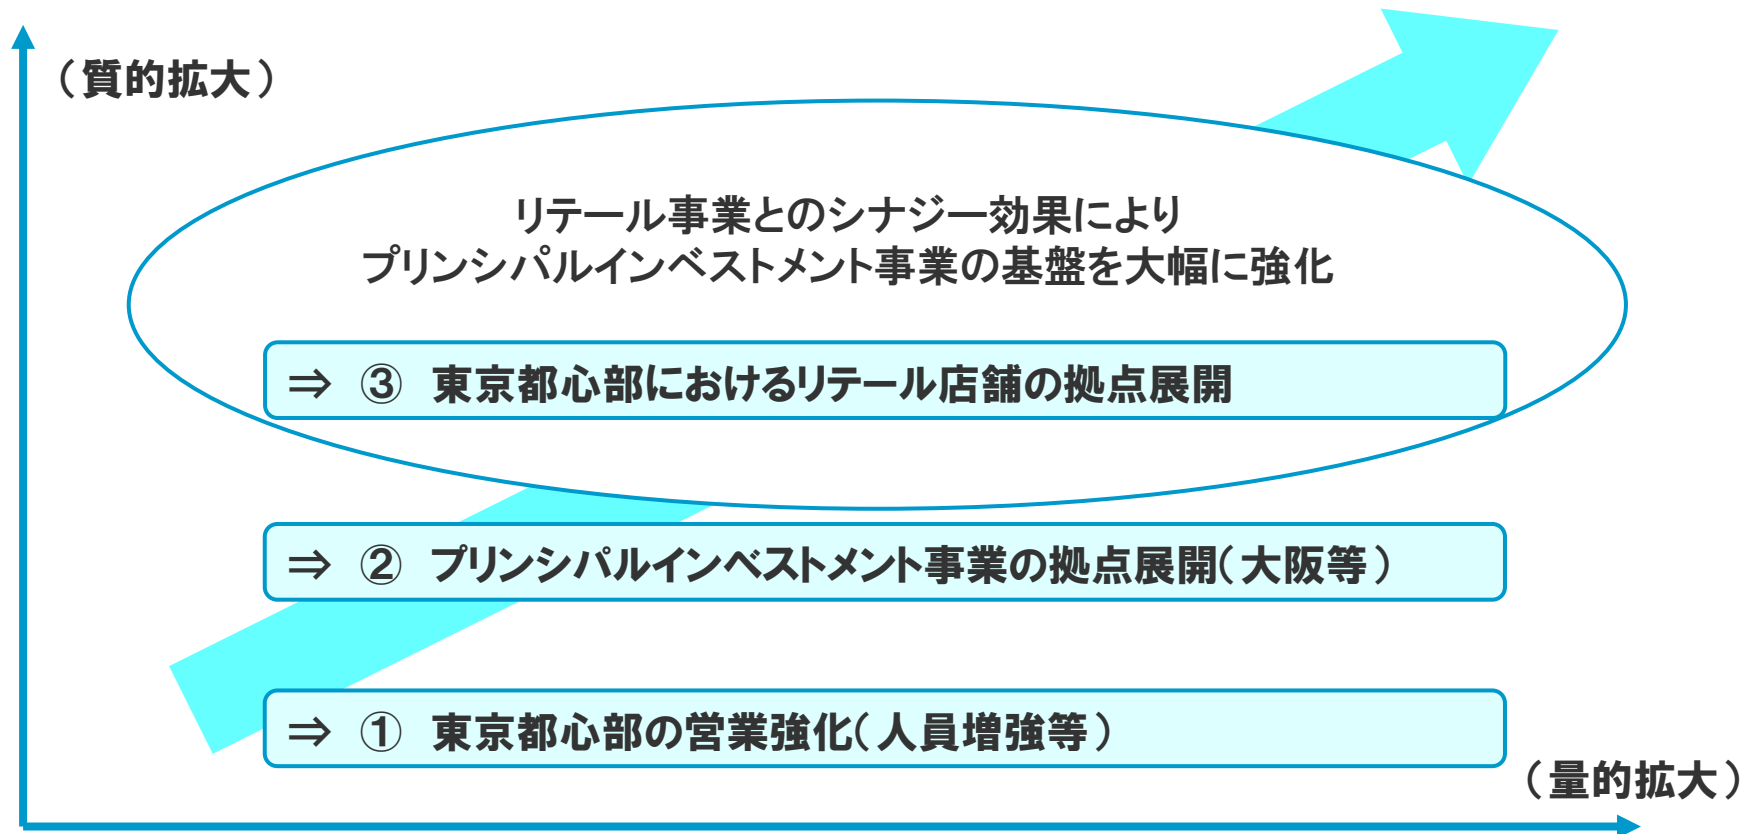 （質的拡大）
リテール事業とのシナジー効果により
プリンシパルインベストメント事業の基盤を大幅に強化
⇒ ③ 東京都心部におけるリテール店舗の拠点展開
⇒ ② プリンシパルインベストメント事業の拠点展開（大阪等）
⇒ ① 東京都心部の営業強化（人員増強等）
（量的拡大）